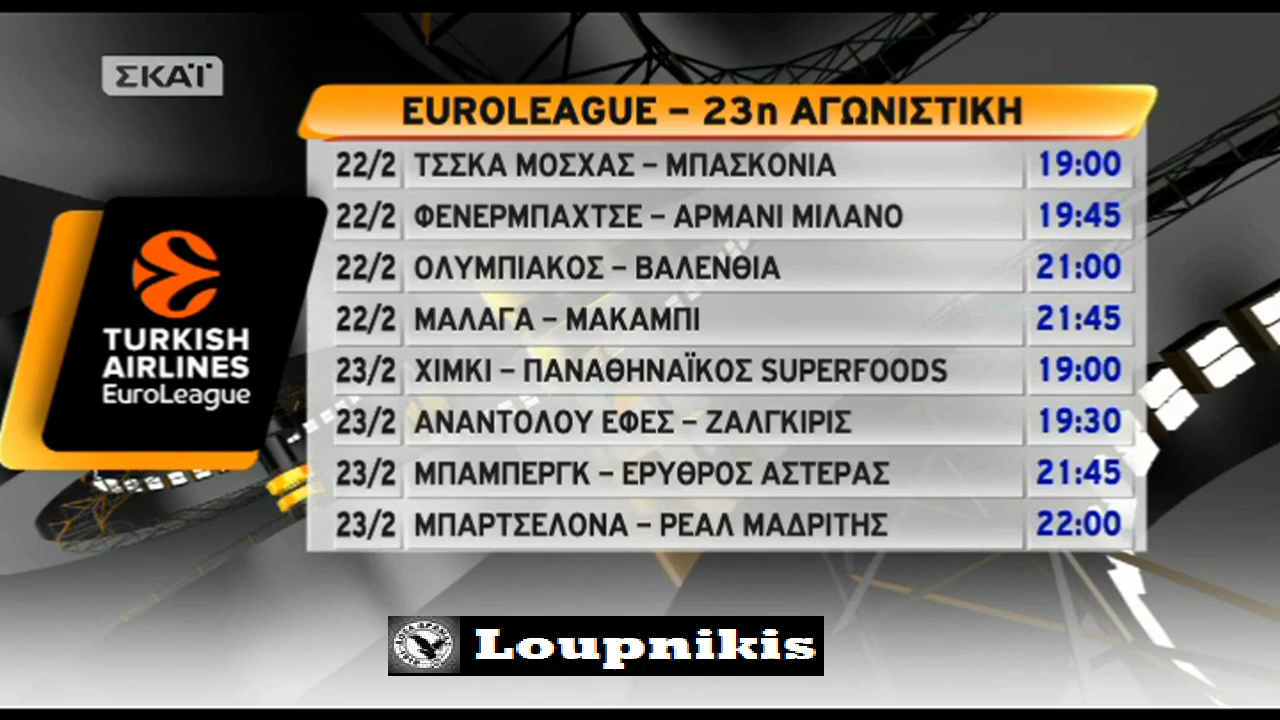 ΣΚΑΪ
EUROLEAGUE – 23η ΑΓΩΝΙΣΤΙΚΗ
22/2 ΤΣΣΚΑ ΜΟΣΧΑΣ – ΜΠΑΣΚΟΝΙΑ 19:00
22/2 ΦΕΝΕΡΜΠΑΧΤΣΕ – ΑΡΜΑΝΙ ΜΙΛΑΝΟ 19:45
22/2 ΟΛΥΜΠΙΑΚΟΣ – ΒΑΛΕΝΘΙΑ 21:00
22/2 ΜΑΛΑΓΑ – ΜΑΚΑΜΠΙ 21:45
23/2 ΧΙΜΚΙ – ΠΑΝΑΘΗΝΑΪΚΟΣ SUPERFOODS 19:00
23/2 ΑΝΑΝΤΟΛΟΥ ΕΦΕΣ – ΖΑΛΓΚΙΡΙΣ 19:30
23/2 ΜΠΑΜΠΕΡΓΚ – ΕΡΥΘΡΟΣ ΑΣΤΕΡΑΣ 21:45
23/2 ΜΠΑΡΤΣΕΛΟΝΑ – ΡΕΑΛ ΜΑΔΡΙΤΗΣ 22:00
TURKISH
AIRLINES
EuroLeague
Loupnikis